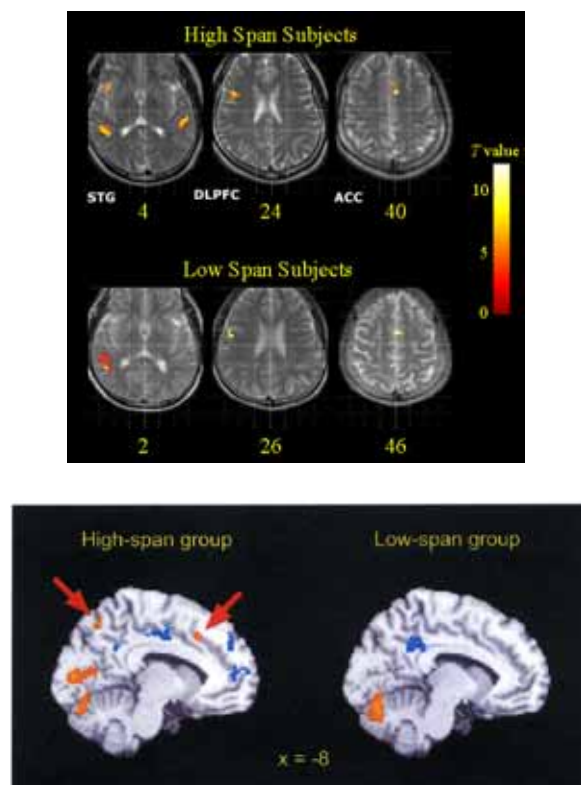 High Span Subjects
T value
10
5
0
STG DLPFC ACC
4 24 40
Low Span Subjects
2 26 46
High-span group Low-span group
x = -8